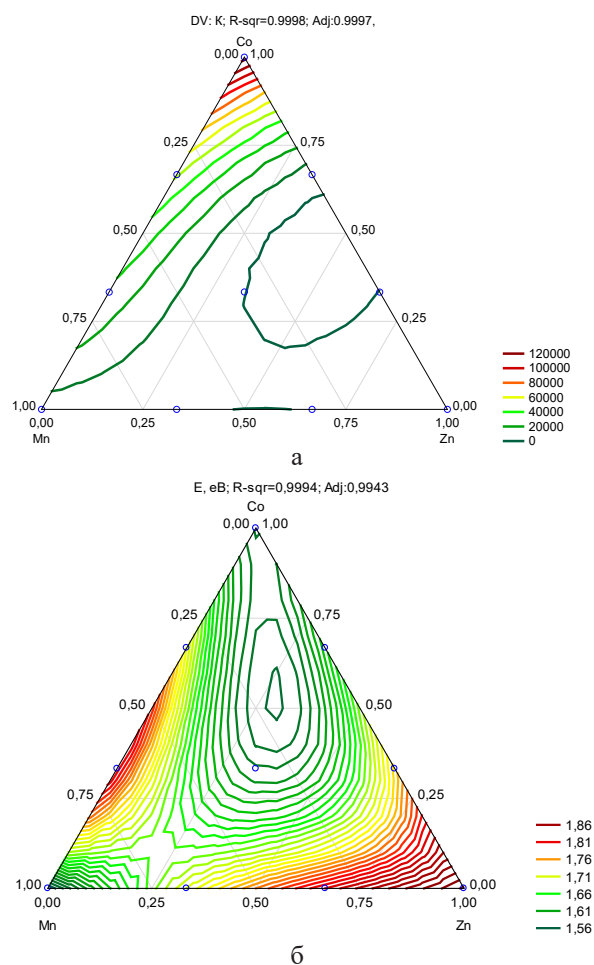 DV: К; R-sqr=0.9998; Adj:0.9997,
Co
0,00 1,00
0,25 0,75
0,50 0,50
0,75 0,25
1,00 0,00
0,00 0,25 0,50 0,75 1,00
Mn Zn
120000
100000
80000
60000
40000
20000
0
а
E, eB; R-sqr=0,9994; Adj:0,9943
Co
0,00 1,00
0,25 0,75
0,50 0,50
0,75 0,25
1,00 0,00
0,00 0,25 0,50 0,75 1,00
Mn Zn
1,86
1,81
1,76
1,71
1,66
1,61
1,56
б